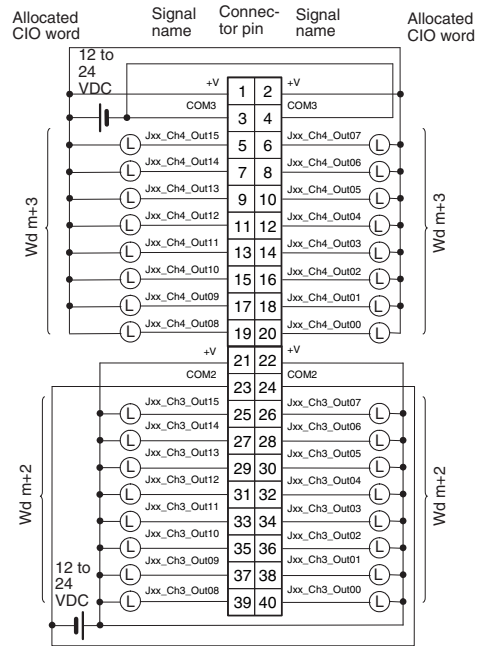 Allocated CIO word Signal name Connec-tor pin Signal name Allocated CIO word
12 to 24 VDC
+V 1 2 +V
COM3 3 4 COM3
L Jxx_Ch4_Out15 5 6 Jxx_Ch4_Out07 L
L Jxx_Ch4_Out14 7 8 Jxx_Ch4_Out06 L
L Jxx_Ch4_Out13 9 10 Jxx_Ch4_Out05 L
L Jxx_Ch4_Out12 11 12 Jxx_Ch4_Out04 L
L Jxx_Ch4_Out11 13 14 Jxx_Ch4_Out03 L
L Jxx_Ch4_Out10 15 16 Jxx_Ch4_Out02 L
L Jxx_Ch4_Out09 17 18 Jxx_Ch4_Out01 L
L Jxx_Ch4_Out08 19 20 Jxx_Ch4_Out00 L
Wd m+3
Wd m+3
+V 21 22 +V
COM2 23 24 COM2
L Jxx_Ch3_Out15 25 26 Jxx_Ch3_Out07 L
L Jxx_Ch3_Out14 27 28 Jxx_Ch3_Out06 L
L Jxx_Ch3_Out13 29 30 Jxx_Ch3_Out05 L
L Jxx_Ch3_Out12 31 32 Jxx_Ch3_Out04 L
L Jxx_Ch3_Out11 33 34 Jxx_Ch3_Out03 L
L Jxx_Ch3_Out10 35 36 Jxx_Ch3_Out02 L
L Jxx_Ch3_Out09 37 38 Jxx_Ch3_Out01 L
L Jxx_Ch3_Out08 39 40 Jxx_Ch3_Out00 L
Wd m+2
Wd m+2
12 to 24 VDC